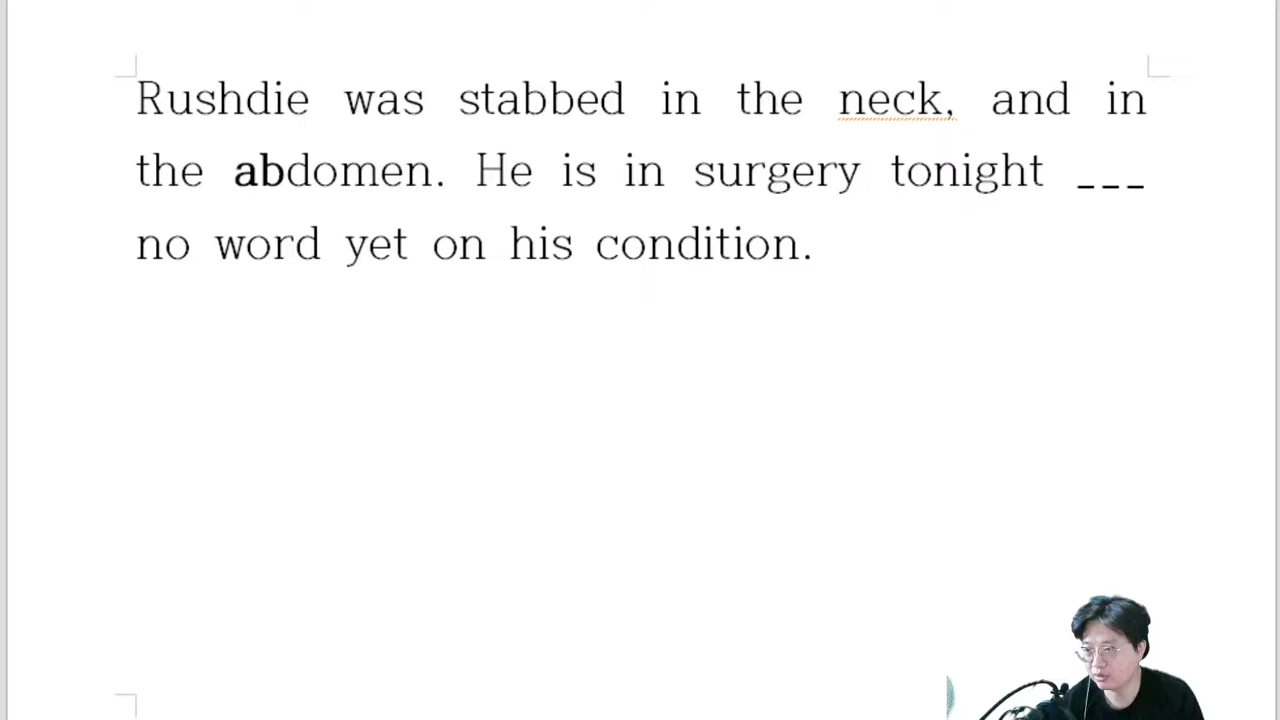 Rushdie was stabbed in the neck, and in
the abdomen. He is in surgery tonight ___
no word yet on his condition.